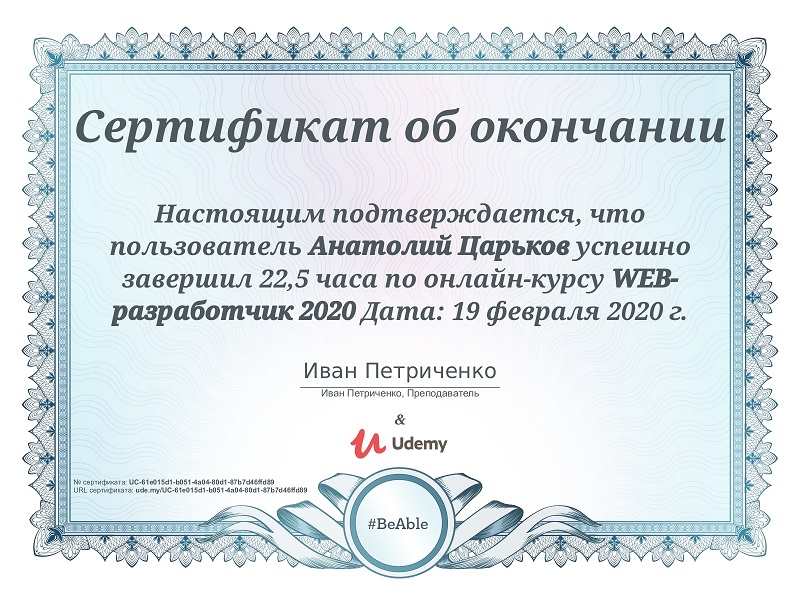 Сертификат об окончании
Настоящим подтверждается, что
пользователь Анатолий Царьков успешно
завершил 22,5 часа по онлайн-курсу WEB-
разработчик 2020 Дата: 19 февраля 2020 г.
Иван Петриченко
Иван Петриченко, Преподаватель
&
Udemy
№ сертификата: UC-61e015d1-b051-4a04-80d1-87b7d46ffd89
URL сертификата: ude.my/UC-61e015d1-b051-4a04-80d1-87b7d46ffd89
#BeAble